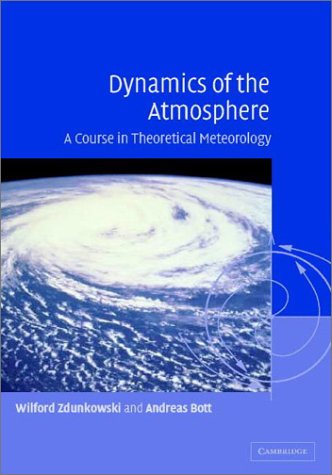 Dynamics of the
Atmosphere
A Course in Theoretical Meteorology
Wilford Zdunkowski and Andreas Bott
CAMBRIDGE